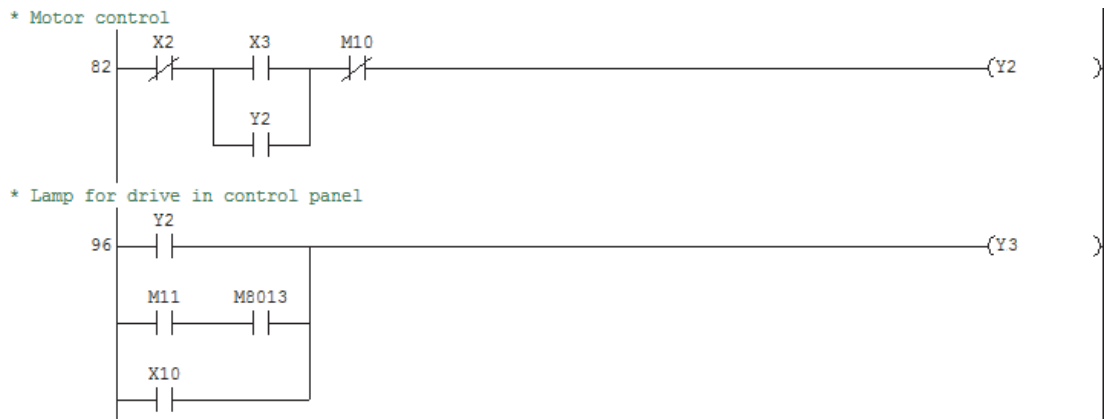 * Motor control
X2 X3 M10
82 (Y2 )
Y2
* Lamp for drive in control panel
Y2
96 (Y3 )
M11 M8013
X10